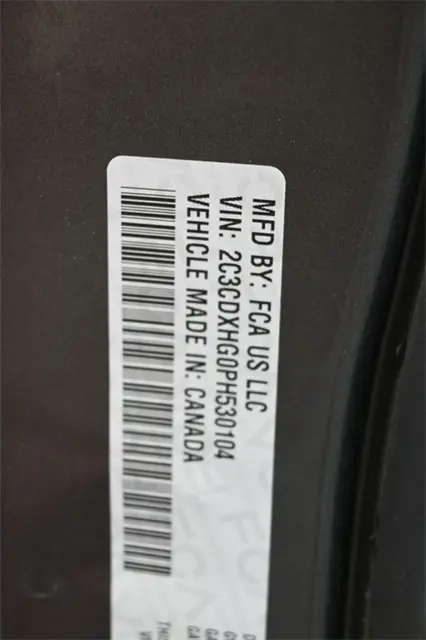 MFD BY: FCA US LLC
VIN: 2C3CDXHG0PH530104
VEHICLE MADE IN: CANADA